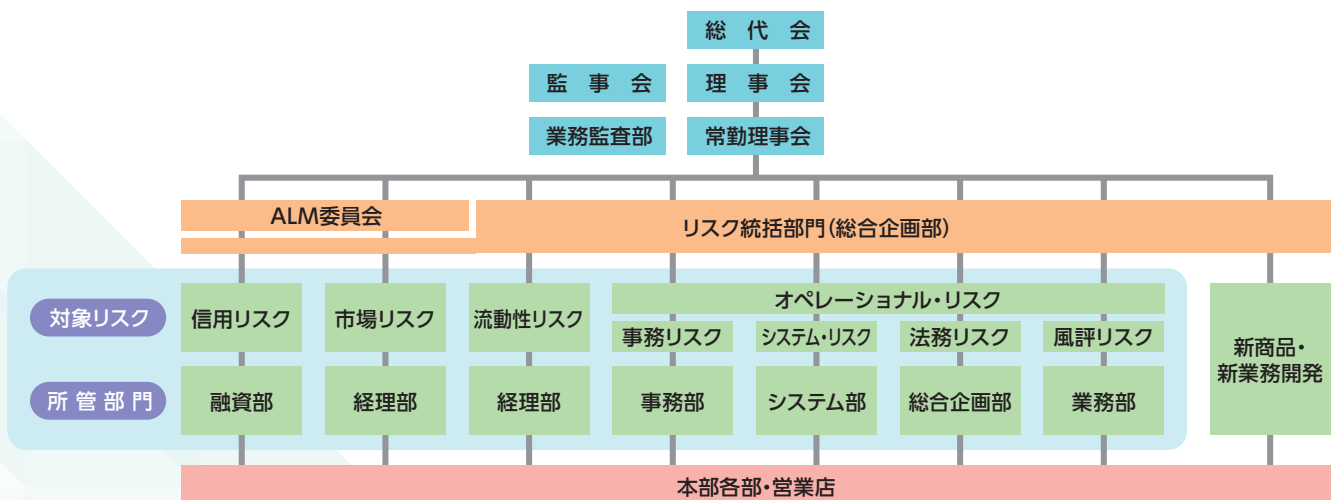 総代会
監事会
理事会
業務監査部
常勤理事会
ALM委員会
リスク統括部門(総合企画部)
対象リスク
信用リスク
市場リスク
流動性リスク
オペレーショナル・リスク
事務リスク
システム・リスク
法務リスク
風評リスク
新商品・
新業務開発
所管部門
融資部
経理部
経理部
事務部
システム部
総合企画部
業務部
本部各部・営業店